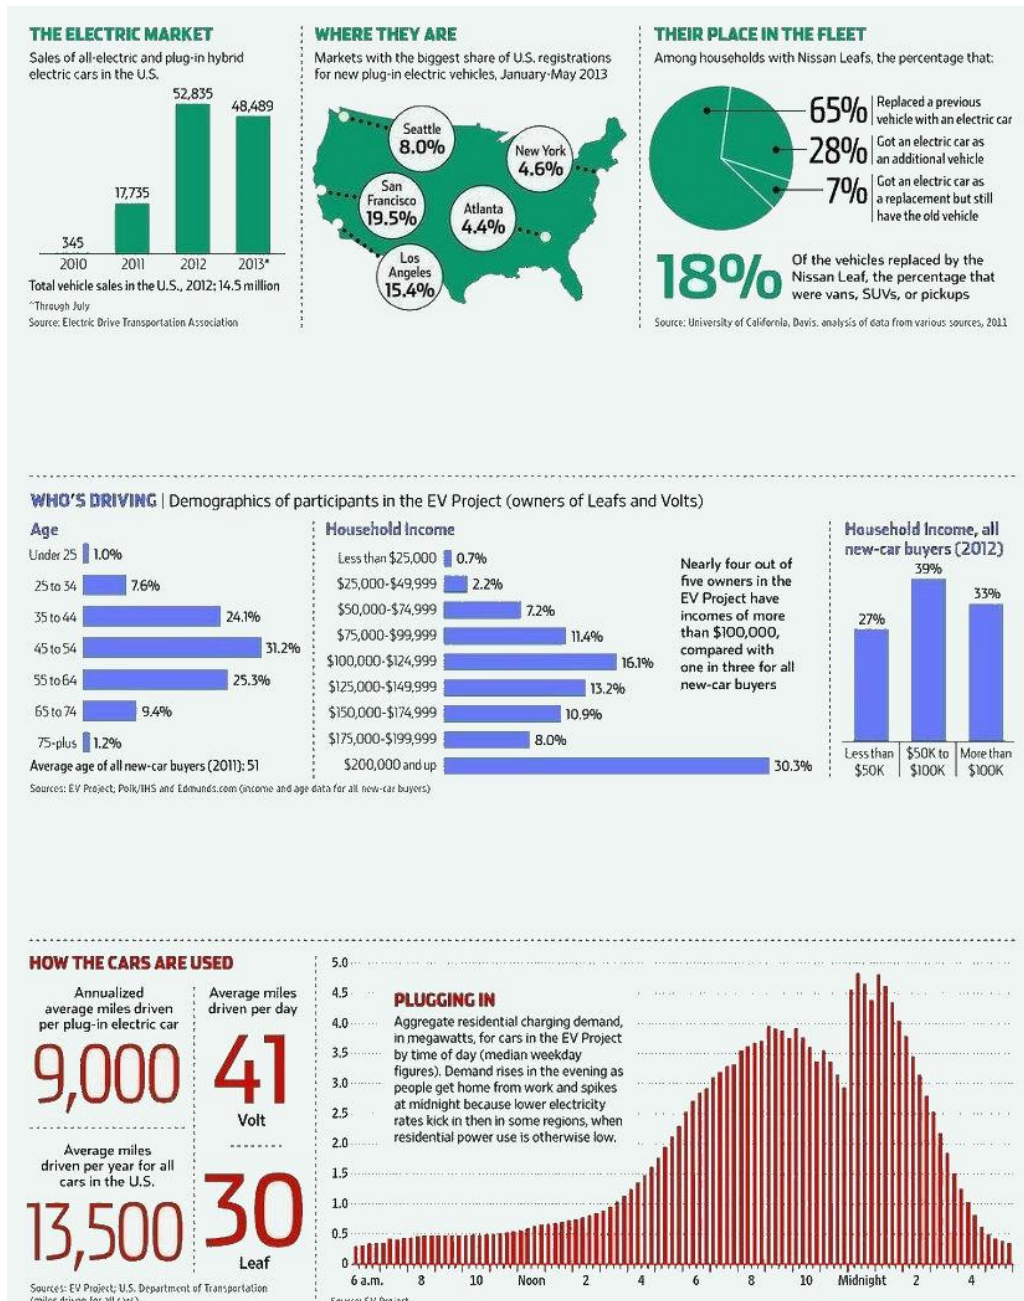 THE ELECTRIC MARKET
Sales of all-electric and plug-in hybrid
electric cars in the U.S.
52,835
48,489
17,735
345
2010 2011 2012 2013*
Total vehicle sales in the U.S., 2012: 14.5 million
*Through July
Source: Electric Drive Transportation Association
WHERE THEY ARE
Markets with the biggest share of U.S. registrations
for new plug-in electric vehicles, January-May 2013
Seattle
8.0%
New York
4.6%
San
Francisco
19.5%
Atlanta
4.4%
Los
Angeles
15.4%
THEIR PLACE IN THE FLEET
Among households with Nissan Leafs, the percentage that:
65% Replaced a previous
vehicle with an electric car
28% Got an electric car as
an additional vehicle
7% Got an electric car as
a replacement but still
have the old vehicle
18% Of the vehicles replaced by the
Nissan Leaf, the percentage that
were vans, SUVs, or pickups
Source: University of California, Davis, analysis of data from various sources, 2011
WHO'S DRIVING | Demographics of participants in the EV Project (owners of Leafs and Volts)
Age
Under 25 1.0%
25 to 34 7.6%
35 to 44 24.1%
45 to 54 31.2%
55 to 64 25.3%
65 to 74 9.4%
75-plus 1.2%
Average age of all new-car buyers (2011): 51
Sources: EV Project; Polk/IHS and Edmunds.com (income and age data for all new-car buyers)
Household Income
Less than $25,000 0.7%
$25,000-$49,999 2.2%
$50,000-$74,999 7.2%
$75,000-$99,999 11.4%
$100,000-$124,999 16.1%
$125,000-$149,999 13.2%
$150,000-$174,999 10.9%
$175,000-$199,999 8.0%
$200,000 and up 30.3%
Nearly four out of
five owners in the
EV Project have
incomes of more
than $100,000,
compared with
one in three for all
new-car buyers
Household Income, all
new-car buyers (2012)
39%
33%
27%
Less than $50K
$50K to $100K
More than $100K
HOW THE CARS ARE USED
Annualized
average miles driven
per plug-in electric car
9,000
Average miles
driven per year for all
cars in the U.S.
13,500
Average miles
driven per day
41
Volt
30
Leaf
Sources: EV Project; U.S. Department of Transportation
(miles driven for all cars)
PLUGGING IN
Aggregate residential charging demand,
in megawatts, for cars in the EV Project
by time of day (median weekday
figures). Demand rises in the evening as
people get home from work and spikes
at midnight because lower electricity
rates kick in then in some regions, when
residential power use is otherwise low.
5.0
4.5
4.0
3.5
3.0
2.5
2.0
1.5
1.0
0.5
0
6 a.m. 8 10 Noon 2 4 6 8 10 Midnight 2 4
Source: EV Project